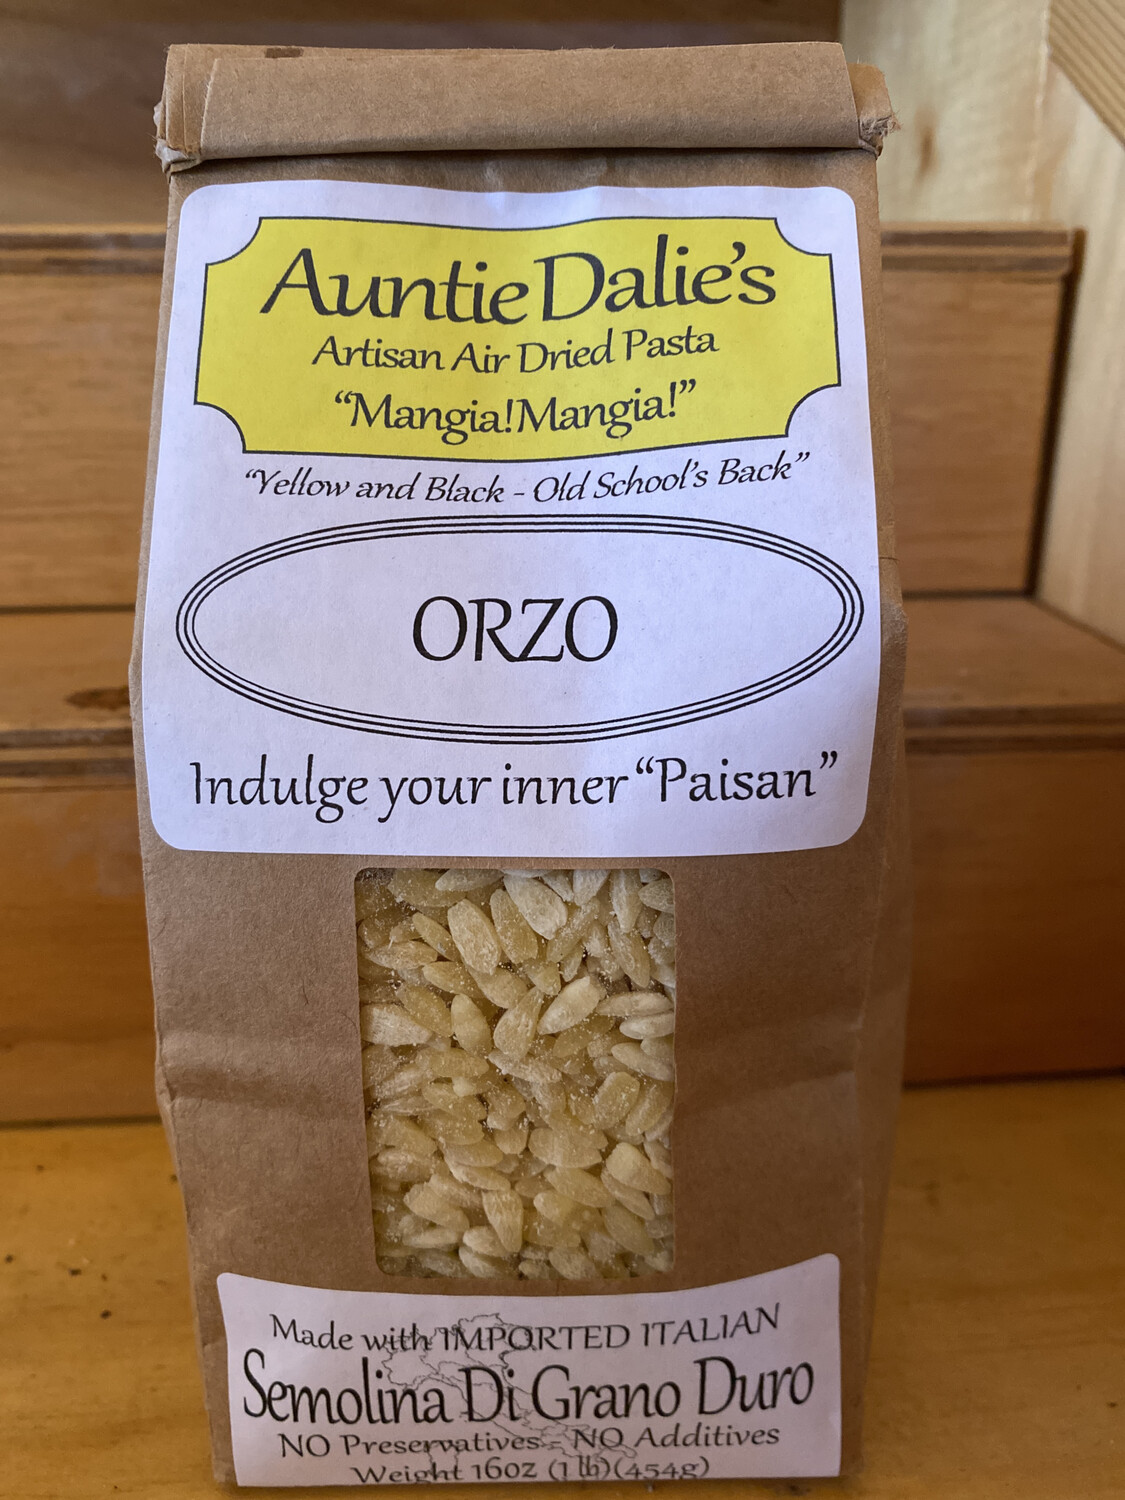 Auntie Dalie's
Artisan Air Dried Pasta
“Mangia!Mangia!”
“Yellow and Black - Old School's Back”
ORZO
Indulge your inner “Paisan”
Made with IMPORTED ITALIAN
Semolina Di Grano Duro
NO Preservatives - NO Additives
Weight 16oz (1 lb)(454g)